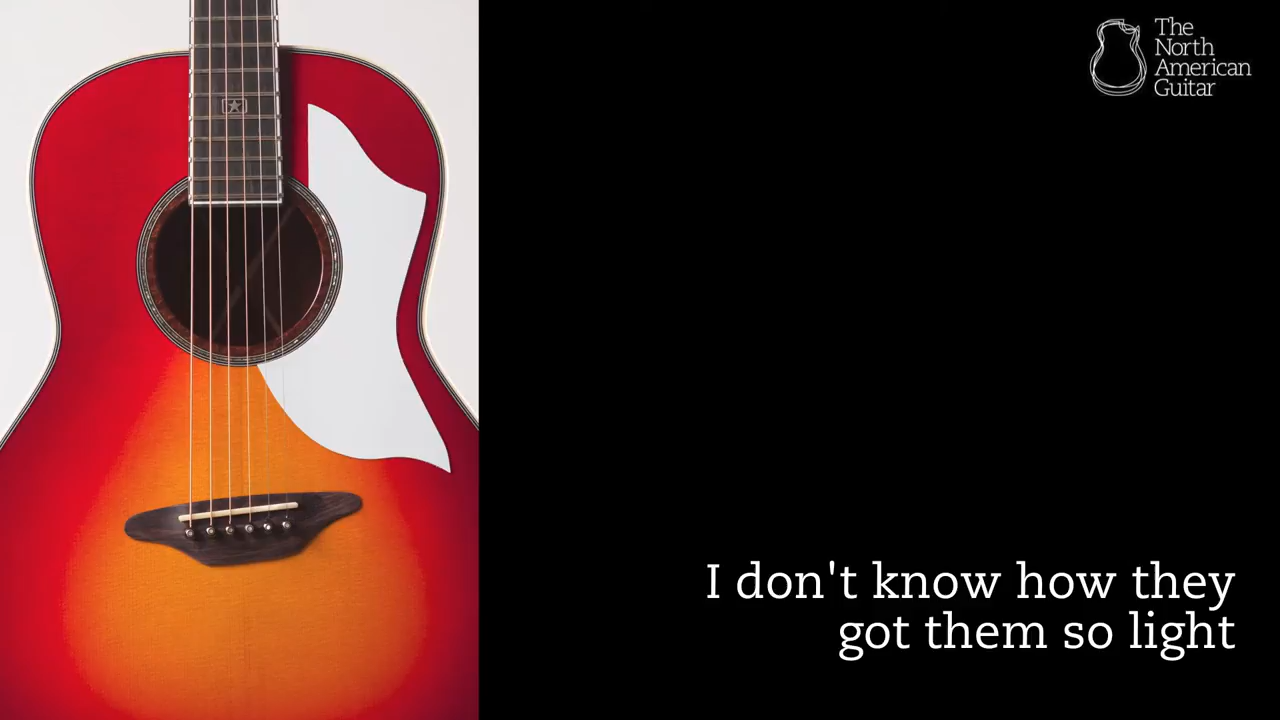 The
North
American
Guitar
I don't know how they
got them so light